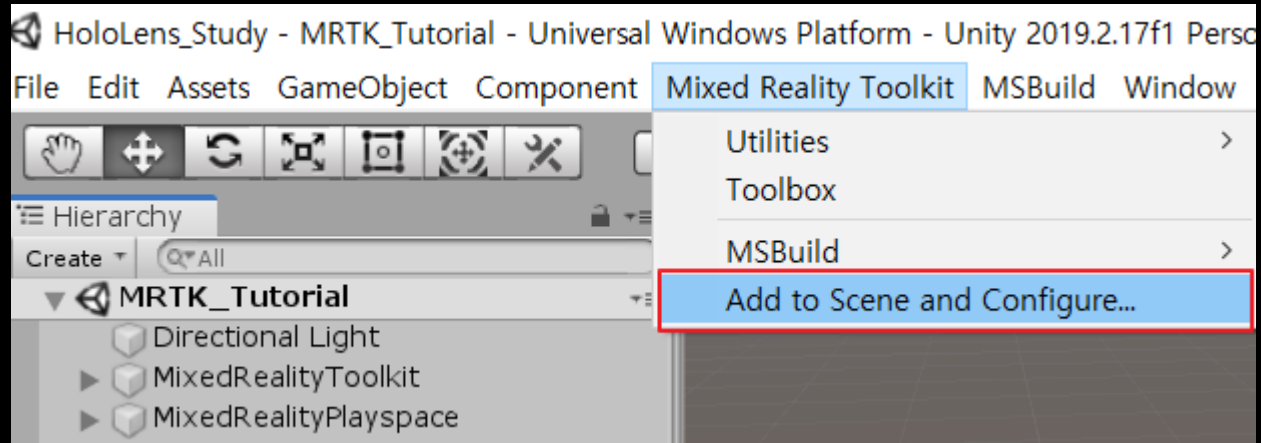 HoloLens_Study - MRTK_Tutorial - Universal Windows Platform - Unity 2019.2.17f1 Perso
File Edit Assets GameObject Component Mixed Reality Toolkit MSBuild Window
Utilities
Toolbox
MSBuild
Add to Scene and Configure...
Hierarchy
Create All
MRTK_Tutorial
Directional Light
MixedRealityToolkit
MixedRealityPlayspace